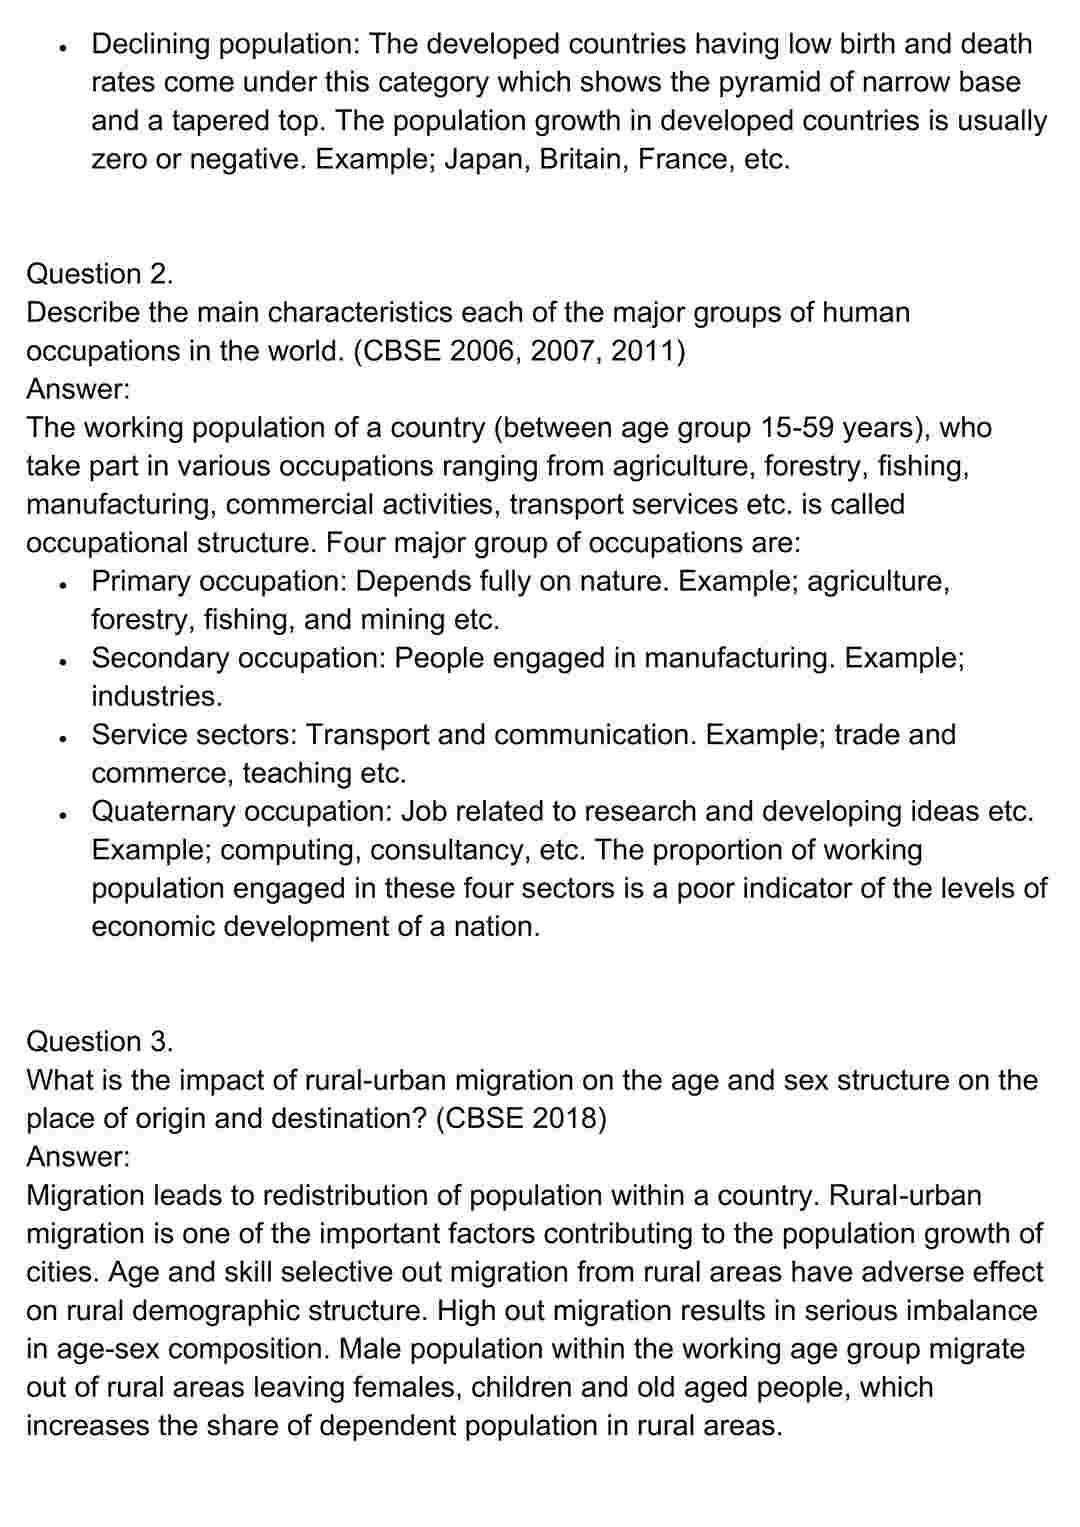 • Declining population: The developed countries having low birth and death
rates come under this category which shows the pyramid of narrow base
and a tapered top. The population growth in developed countries is usually
zero or negative. Example; Japan, Britain, France, etc.
Question 2.
Describe the main characteristics each of the major groups of human
occupations in the world. (CBSE 2006, 2007, 2011)
Answer:
The working population of a country (between age group 15-59 years), who
take part in various occupations ranging from agriculture, forestry, fishing,
manufacturing, commercial activities, transport services etc. is called
occupational structure. Four major group of occupations are:
• Primary occupation: Depends fully on nature. Example; agriculture,
forestry, fishing, and mining etc.
• Secondary occupation: People engaged in manufacturing. Example;
industries.
• Service sectors: Transport and communication. Example; trade and
commerce, teaching etc.
• Quaternary occupation: Job related to research and developing ideas etc.
Example; computing, consultancy, etc. The proportion of working
population engaged in these four sectors is a poor indicator of the levels of
economic development of a nation.
Question 3.
What is the impact of rural-urban migration on the age and sex structure on the
place of origin and destination? (CBSE 2018)
Answer:
Migration leads to redistribution of population within a country. Rural-urban
migration is one of the important factors contributing to the population growth of
cities. Age and skill selective out migration from rural areas have adverse effect
on rural demographic structure. High out migration results in serious imbalance
in age-sex composition. Male population within the working age group migrate
out of rural areas leaving females, children and old aged people, which
increases the share of dependent population in rural areas.